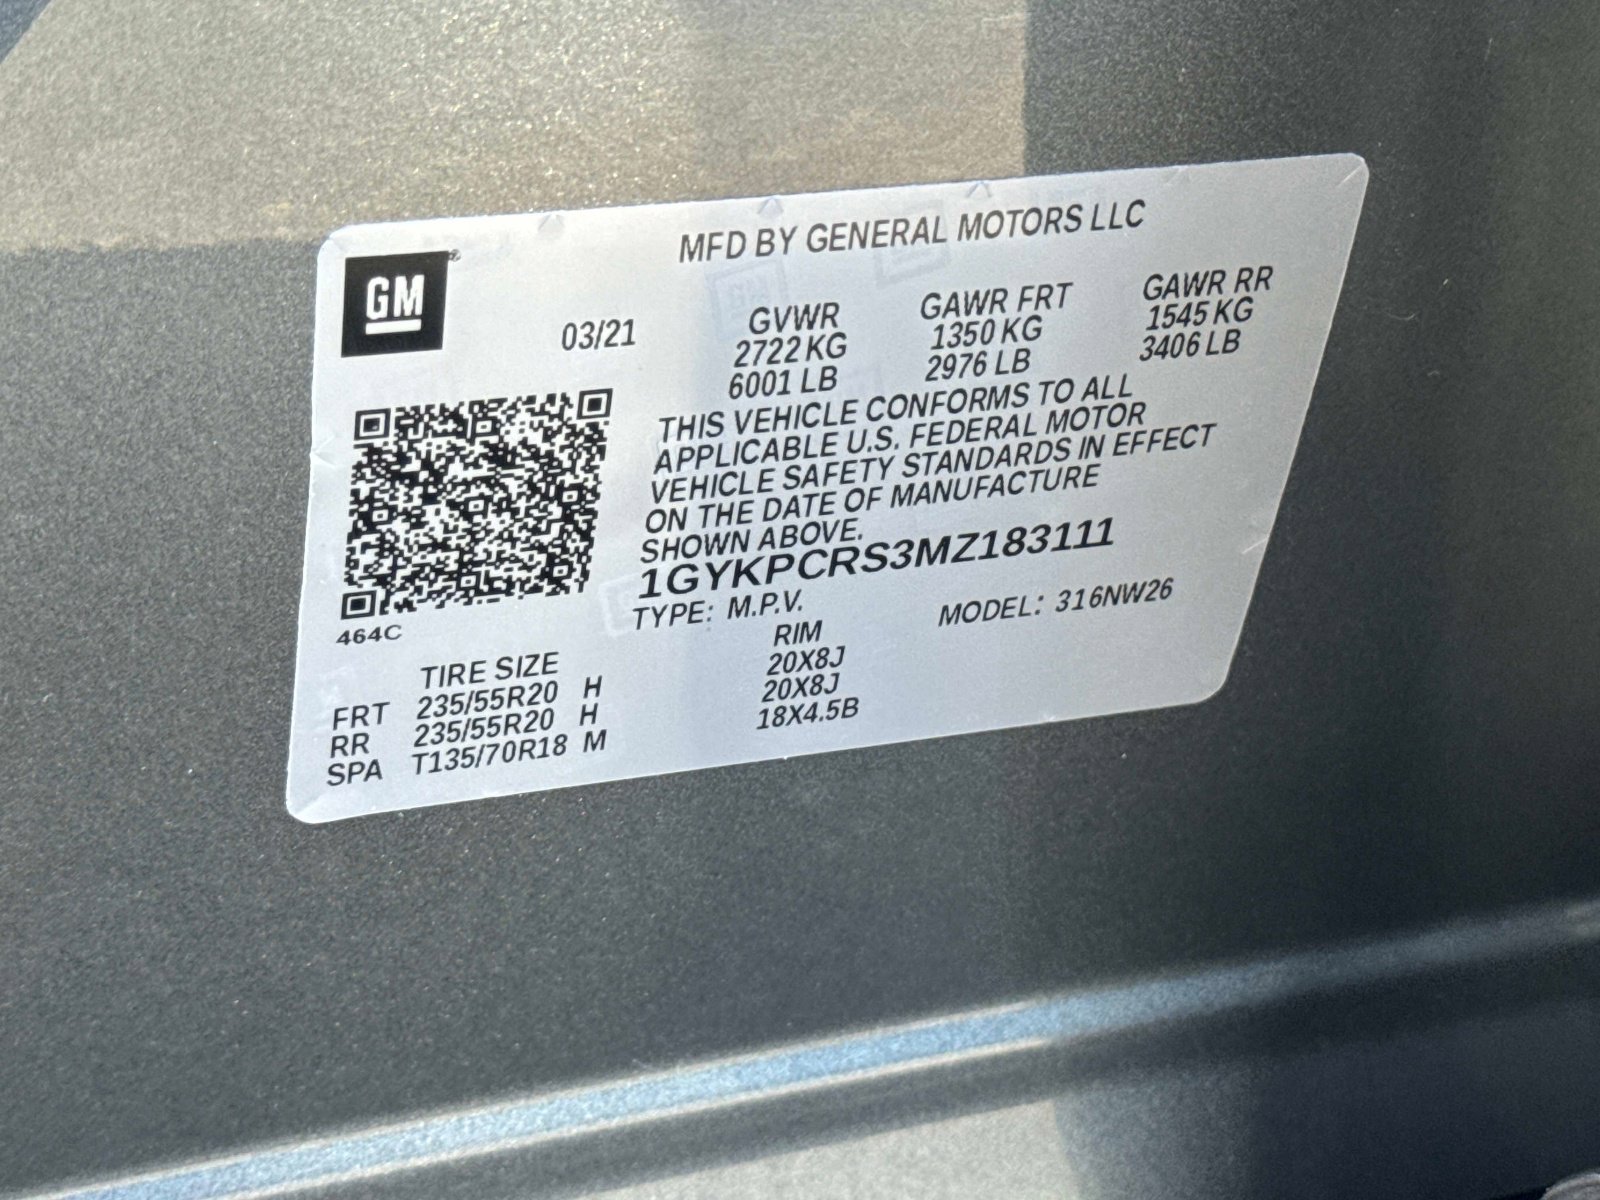 MFD BY GENERAL MOTORS LLC
GM
03/21
GVWR GAWR FRT GAWR RR
2722 KG 1350 KG 1545 KG
6001 LB 2976 LB 3406 LB
THIS VEHICLE CONFORMS TO ALL
APPLICABLE U.S. FEDERAL MOTOR
VEHICLE SAFETY STANDARDS IN EFFECT
ON THE DATE OF MANUFACTURE
SHOWN ABOVE.
1GYKPCRS3MZ183111
TYPE: M.P.V. MODEL: 316NW26
464C
TIRE SIZE RIM
FRT 235/55R20 H 20X8J
RR 235/55R20 H 20X8J
SPA T135/70R18 M 18X4.5B